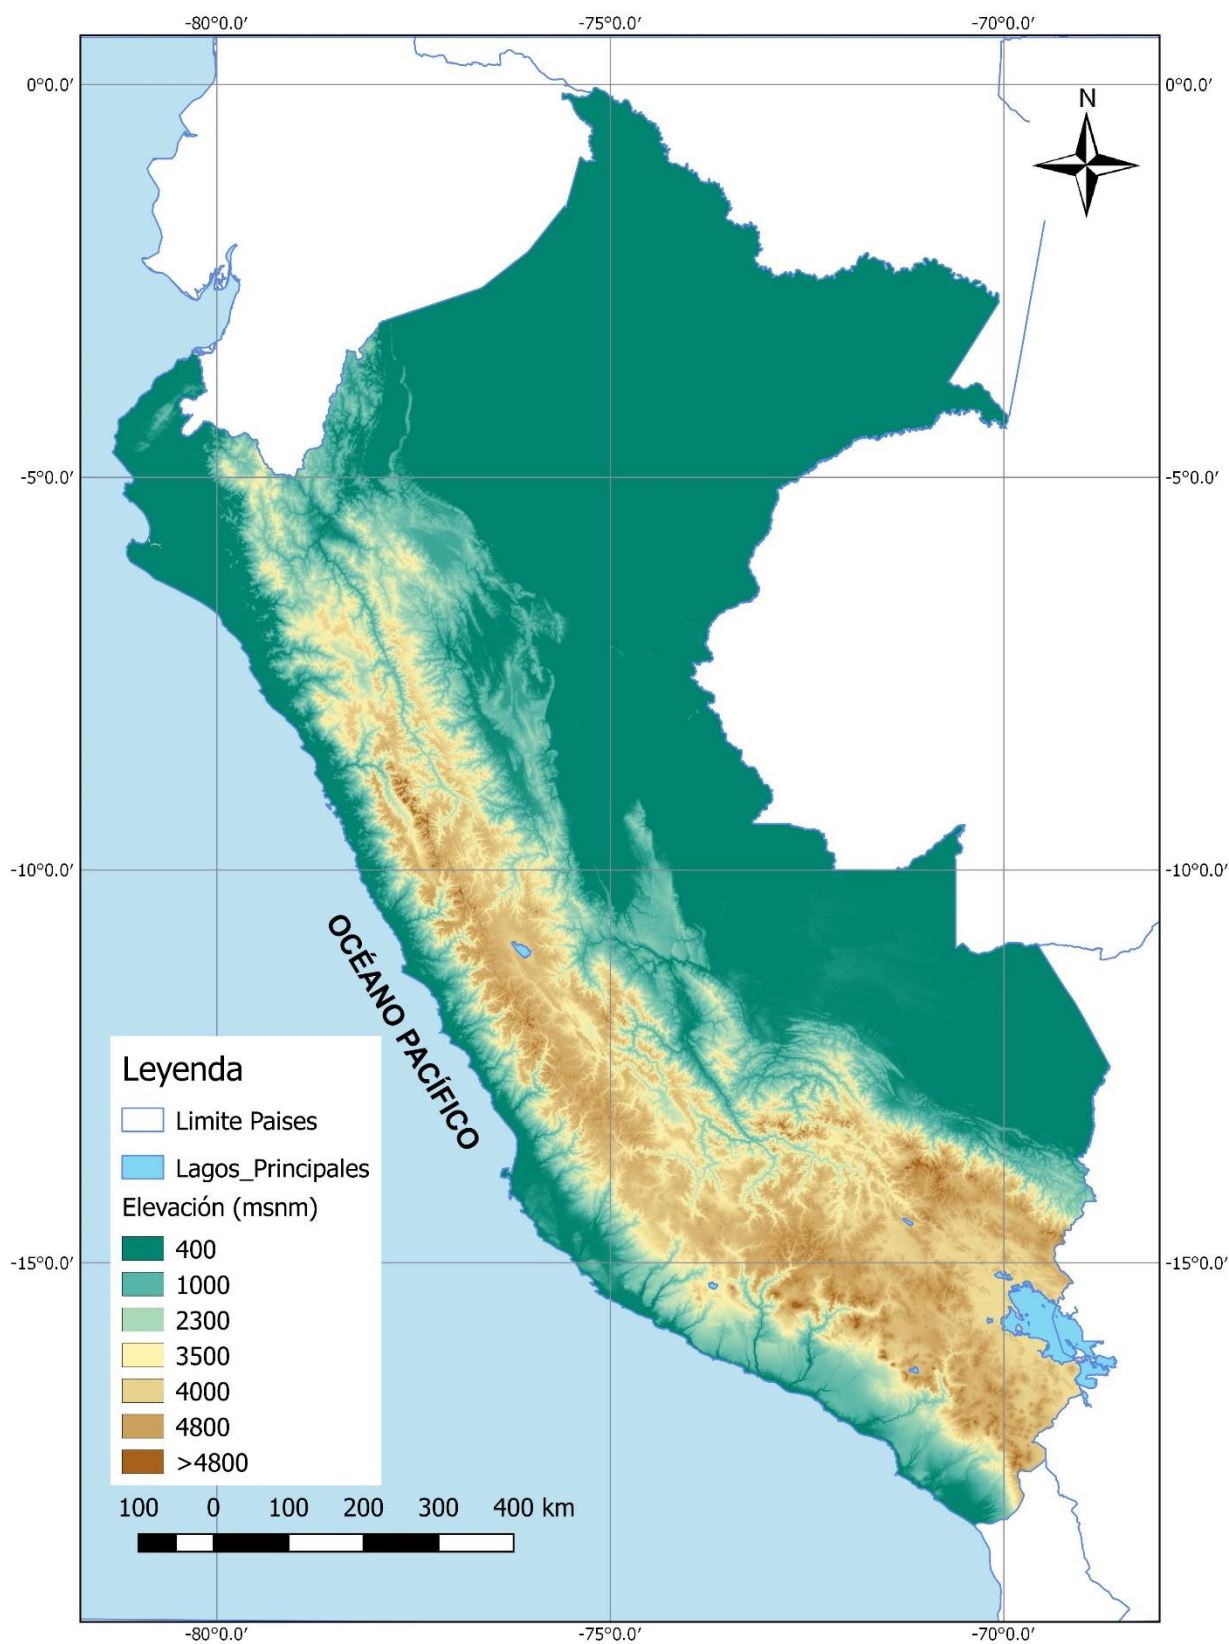 -80°0.0′ -75°0.0′ -70°0.0′
0°0.0′ 0°0.0′
N
-5°0.0′ -5°0.0′
-10°0.0′ -10°0.0′
OCÉANO PACÍFICO
Leyenda
Limite Paises
Lagos_Principales
Elevación (msnm)
400
1000
2300
3500
4000
4800
>4800
-15°0.0′ -15°0.0′
100 0 100 200 300 400 km
-80°0.0′ -75°0.0′ -70°0.0′